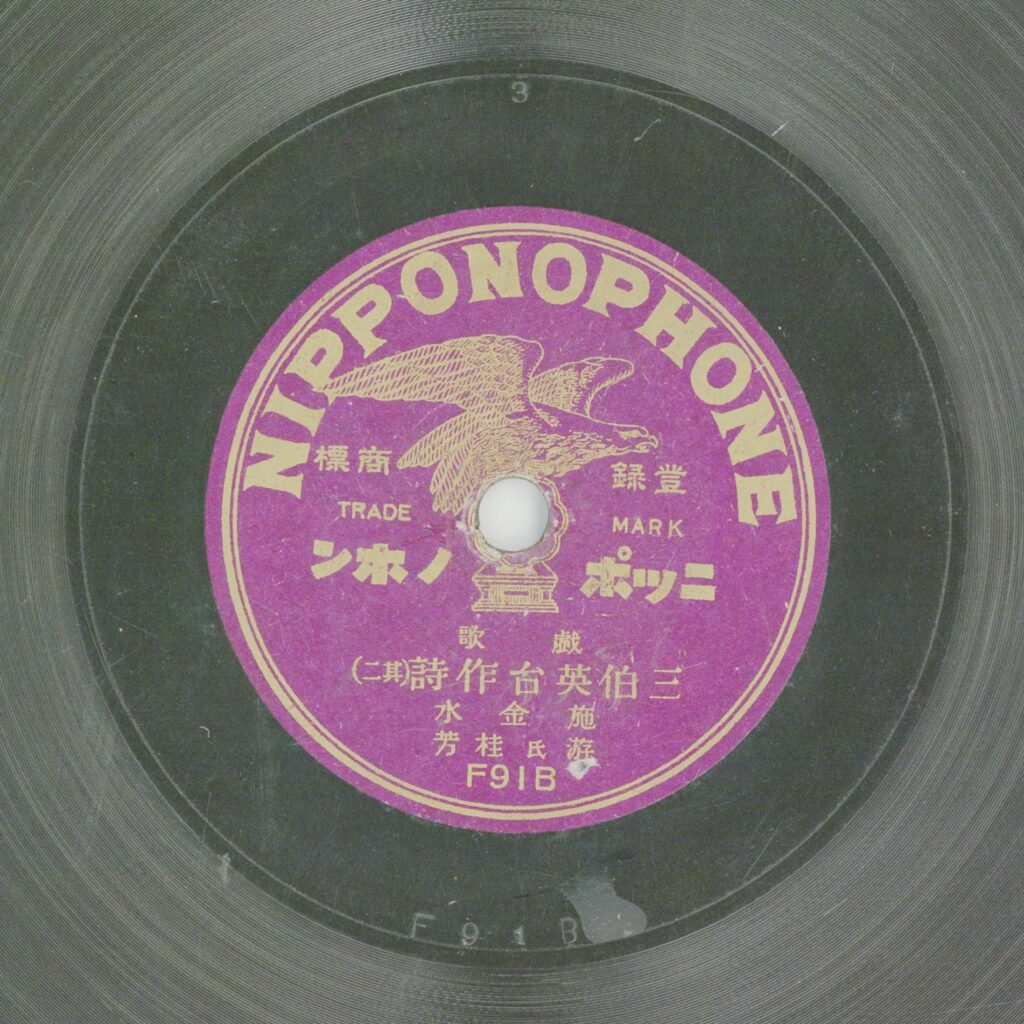 3
NIPPONOPHONE
登録商標
TRADE MARK
ニッポノホン
戯歌
三伯英台作詩(其二)
施金水
游氏桂芳
F91B
F91B